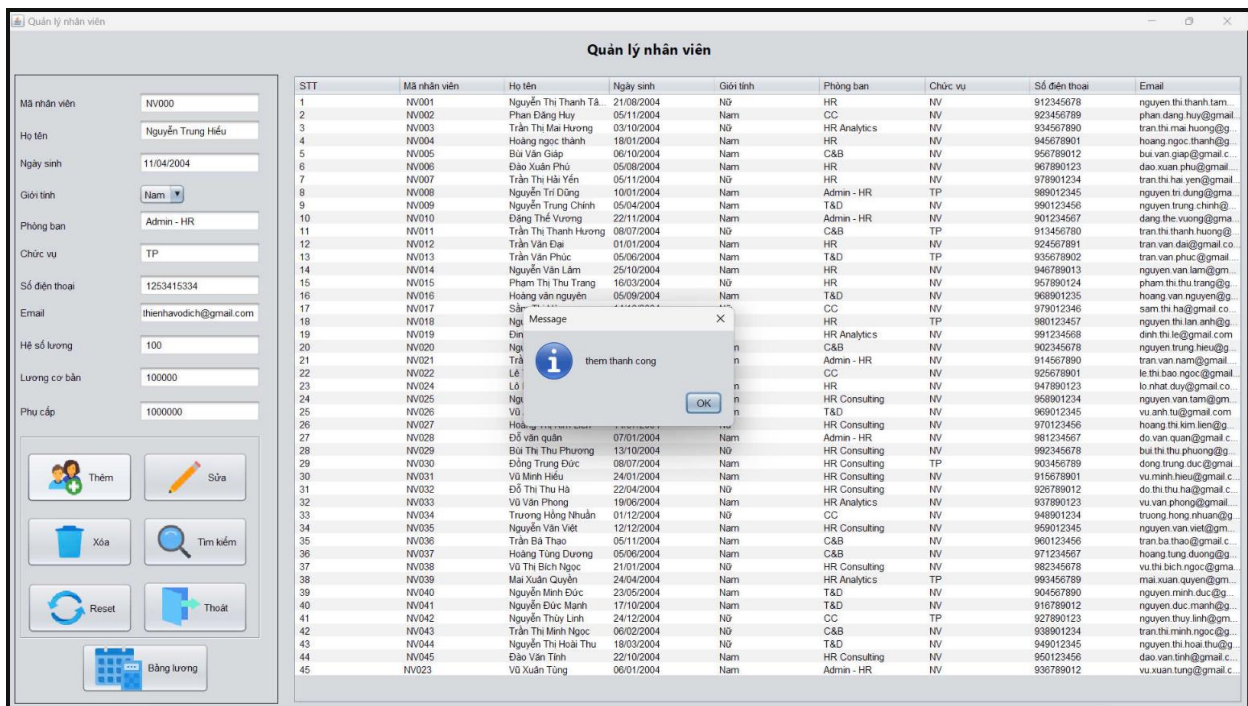 Quản lý nhân viên
Quản lý nhân viên
Mã nhân viên NV000
Họ tên Nguyễn Trung Hiếu
Ngày sinh 11/04/2004
Giới tính Nam
Phòng ban Admin - HR
Chức vụ TP
Số điện thoại 1253415334
Email thienhavodich@gmail.com
Hệ số lương 100
Lương cơ bản 100000
Phụ cấp 1000000
Thêm Sửa
Xóa Tìm kiếm
Reset Thoát
Bảng lương
STT Mã nhân viên Họ tên Ngày sinh Giới tính Phòng ban Chức vụ Số điện thoại Email
1 NV001 Nguyễn Thị Thanh Tâ... 21/08/2004 Nữ HR NV 912345678 nguyen.thi.thanh.tam...
2 NV002 Phan Đăng Huy 05/11/2004 Nam CC NV 923456789 phan.dang.huy@gmail...
3 NV003 Trần Thị Mai Hương 03/10/2004 Nữ HR Analytics NV 934567890 tran.thi.mai.huong@g...
4 NV004 Hoàng ngọc thành 18/01/2004 Nam HR NV 945678901 hoang.ngoc.thanh@g...
5 NV005 Bùi Văn Giáp 06/10/2004 Nam C&B NV 956789012 bui.van.giap@gmail.c...
6 NV006 Đào Xuân Phú 05/08/2004 Nam HR NV 967890123 dao.xuan.phu@gmail....
7 NV007 Trần Thị Hải Yến 05/11/2004 Nữ HR NV 978901234 tran.thi.hai.yen@gmail...
8 NV008 Nguyễn Trí Dũng 10/01/2004 Nam Admin - HR TP 989012345 nguyen.tri.dung@gma...
9 NV009 Nguyễn Trung Chính 05/04/2004 Nam T&D NV 990123456 nguyen.trung.chinh@...
10 NV010 Đặng Thế Vương 22/11/2004 Nam Admin - HR NV 901234567 dang.the.vuong@gma...
11 NV011 Trần Thị Thanh Hương 08/07/2004 Nữ C&B TP 913456780 tran.thi.thanh.huong@...
12 NV012 Trần Văn Đại 01/01/2004 Nam HR NV 924567891 tran.van.dai@gmail.co...
13 NV013 Trần Văn Phúc 05/06/2004 Nam T&D TP 935678902 tran.van.phuc@gmail...
14 NV014 Nguyễn Văn Lâm 25/10/2004 Nam HR NV 946789013 nguyen.van.lam@gm...
15 NV015 Phạm Thị Thu Trang 16/03/2004 Nữ HR NV 957890124 pham.thi.thu.trang@g...
16 NV016 Hoàng văn nguyên 05/09/2004 Nam T&D NV 968901235 hoang.van.nguyen@g...
17 NV017 CC NV 979012346 sam.thi.ha@gmail.co...
18 NV018 HR TP 980123457 nguyen.thi.lan.anh@g...
19 NV019 HR Analytics NV 991234568 dinh.thi.le@gmail.com
20 NV020 C&B NV 902345678 nguyen.trung.hieu@g...
21 NV021 Admin - HR NV 914567890 tran.van.nam@gmail....
22 NV022 CC NV 925678901 le.thi.bao.ngoc@gmail...
23 NV024 HR NV 947890123 lo.nhat.duy@gmail.co...
24 NV025 HR Consulting NV 958901234 nguyen.van.tam@gm...
25 NV026 Vũ T&D NV 969012345 vu.anh.tu@gmail.com
26 NV027 HR Consulting NV 970123456 hoang.thi.kim.lien@g...
27 NV028 Đỗ văn quân 07/01/2004 Nam Admin - HR NV 981234567 do.van.quan@gmail.c...
28 NV029 Bùi Thị Thu Phương 13/10/2004 Nữ HR Consulting NV 992345678 bui.thi.thu.phuong@g...
29 NV030 Đồng Trung Đức 08/07/2004 Nam HR Consulting TP 903456789 dong.trung.duc@gmai...
30 NV031 Vũ Minh Hiếu 24/01/2004 Nam HR Consulting NV 915678901 vu.minh.hieu@gmail.c...
31 NV032 Đỗ Thị Thu Hà 22/04/2004 Nữ HR Consulting NV 926789012 do.thi.thu.ha@gmail.c...
32 NV033 Vũ Văn Phong 19/06/2004 Nam HR Analytics NV 937890123 vu.van.phong@gmail....
33 NV034 Trương Hồng Nhuận 01/12/2004 Nữ CC NV 948901234 truong.hong.nhuan@g...
34 NV035 Nguyễn Văn Việt 12/12/2004 Nam HR Consulting NV 959012345 nguyen.van.viet@gm...
35 NV036 Trần Bá Thao 05/11/2004 Nam C&B NV 960123456 tran.ba.thao@gmail.c...
36 NV037 Hoàng Tùng Dương 05/06/2004 Nam C&B NV 971234567 hoang.tung.duong@g...
37 NV038 Vũ Thị Bích Ngọc 21/01/2004 Nữ HR Consulting NV 982345678 vu.thi.bich.ngoc@gma...
38 NV039 Mai Xuân Quyền 24/04/2004 Nam HR Analytics TP 993456789 mai.xuan.quyen@gm...
39 NV040 Nguyễn Minh Đức 23/05/2004 Nam T&D NV 904567890 nguyen.minh.duc@g...
40 NV041 Nguyễn Đức Mạnh 17/10/2004 Nam T&D NV 916789012 nguyen.duc.manh@g...
41 NV042 Nguyễn Thùy Linh 24/12/2004 Nữ CC TP 927890123 nguyen.thuy.linh@gm...
42 NV043 Trần Thị Minh Ngọc 06/02/2004 Nữ C&B NV 938901234 tran.thi.minh.ngoc@g...
43 NV044 Nguyễn Thị Hoài Thu 18/03/2004 Nữ T&D NV 949012345 nguyen.thi.hoai.thu@g...
44 NV045 Đào Văn Tính 22/10/2004 Nam HR Consulting NV 950123456 dao.van.tinh@gmail.c...
45 NV023 Vũ Xuân Tùng 06/01/2004 Nam Admin - HR NV 936789012 vu.xuan.tung@gmail.c...
Message
them thanh cong
OK